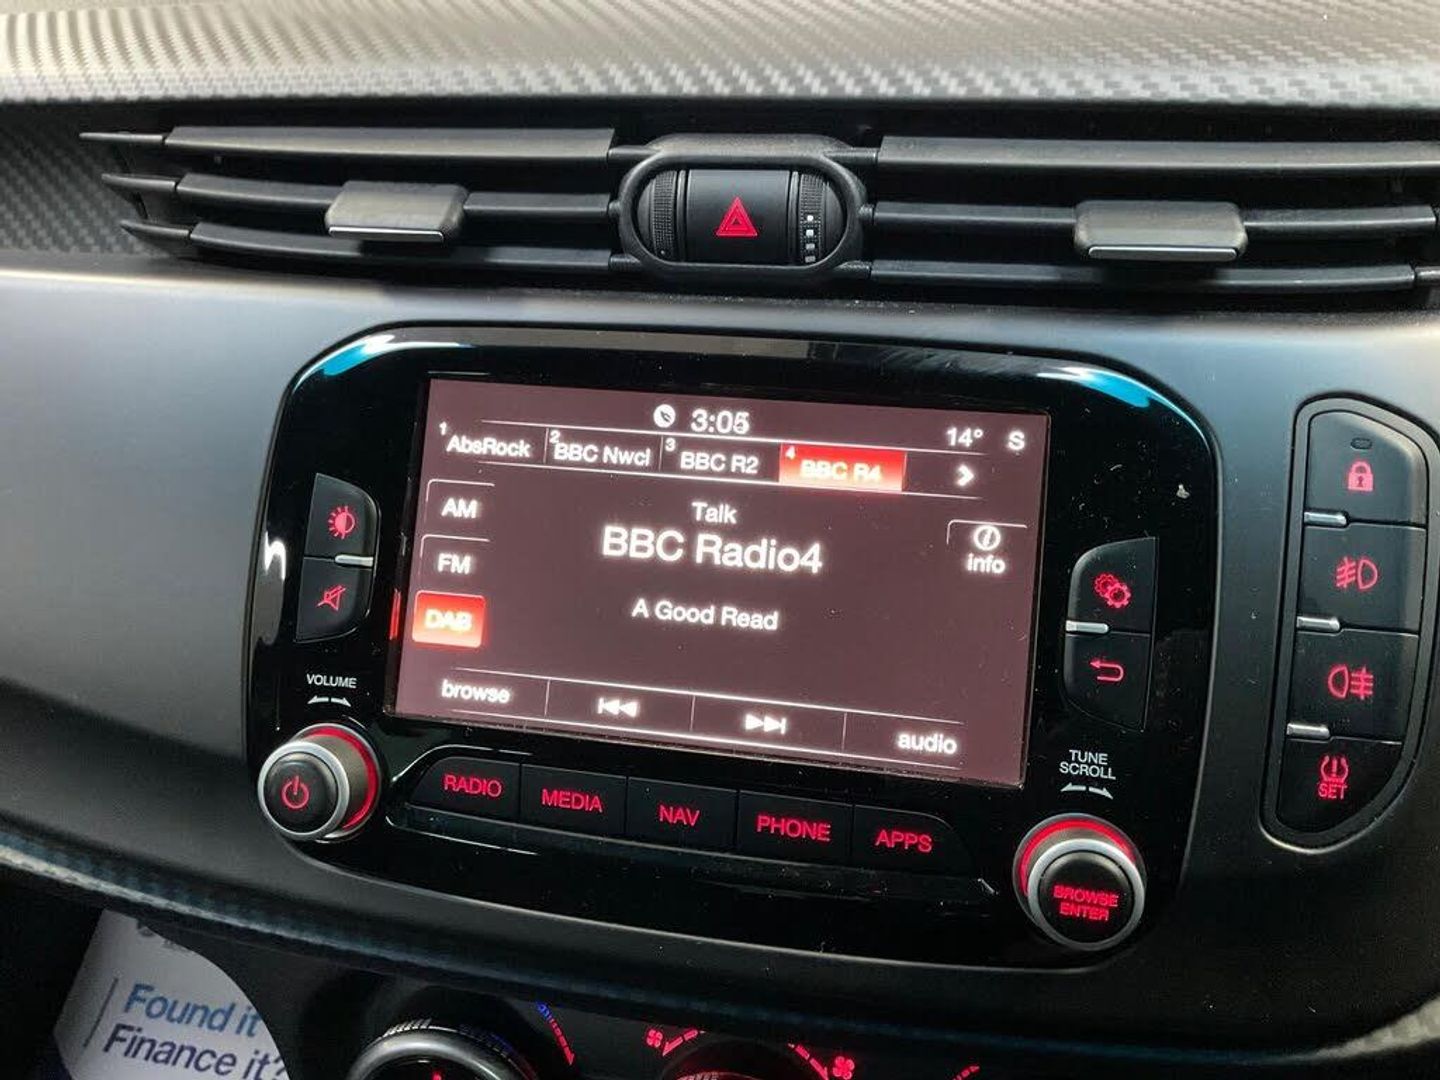 3:05
14° S
1 AbsRock 2 BBC Nwcl 3 BBC R2 4 BBC R4
AM
Talk
BBC Radio4
info
FM
A Good Read
DAB
browse
audio
VOLUME
TUNE
SCROLL
RADIO MEDIA NAV PHONE APPS
BROWSE
ENTER
SET
Found it
Finance it?